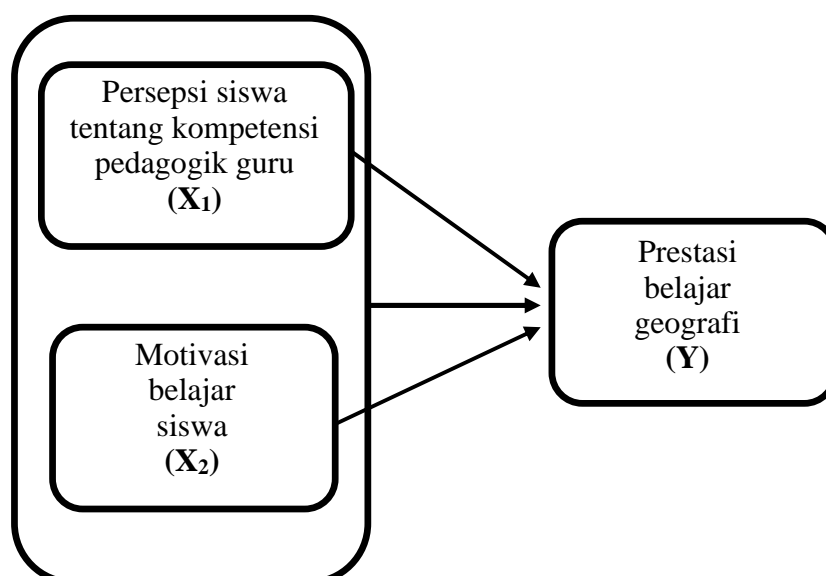 Persepsi siswa
tentang kompetensi
pedagogik guru
(X₁)
Motivasi
belajar
siswa
(X₂)
Prestasi
belajar
geografi
(Y)